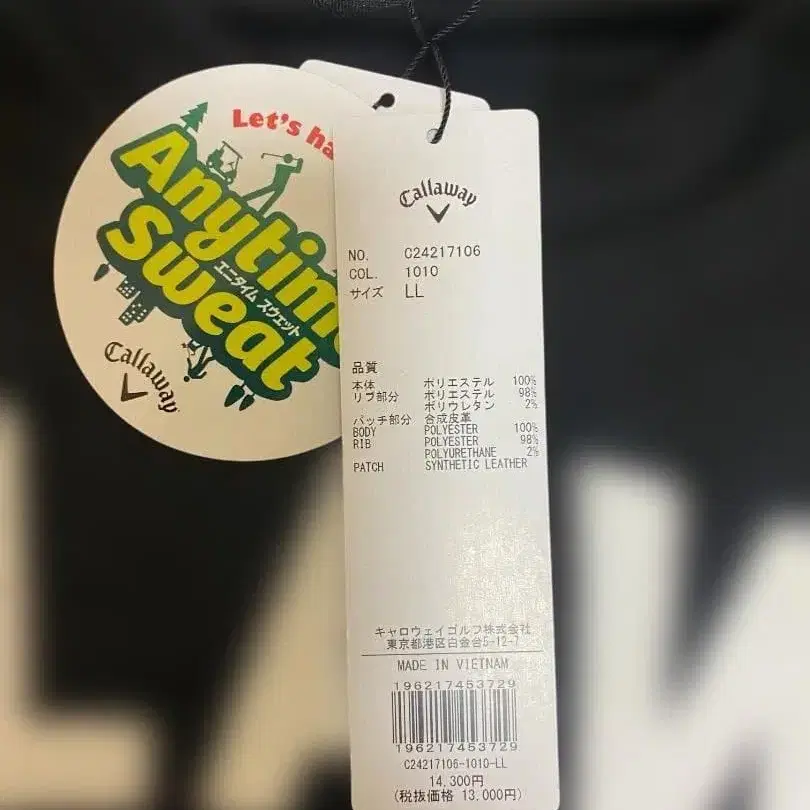 Let's ha
Anytim
Sweat
エニタイム スウェット
Callaway
Callaway
NO. C24217106
COL. 1010
サイズ LL
品質
本体 ポリエステル 100%
リブ部分 ポリエステル 98%
ポリウレタン 2%
パッチ部分 合成皮革
BODY POLYESTER 100%
RIB POLYESTER 98%
POLYURETHANE 2%
PATCH SYNTHETIC LEATHER
キャロウェイゴルフ株式会社
東京都港区白金台5-12-7
MADE IN VIETNAM
196217453729
196217453729
C24217106-1010-LL
14,300円
(税抜価格 13,000円)